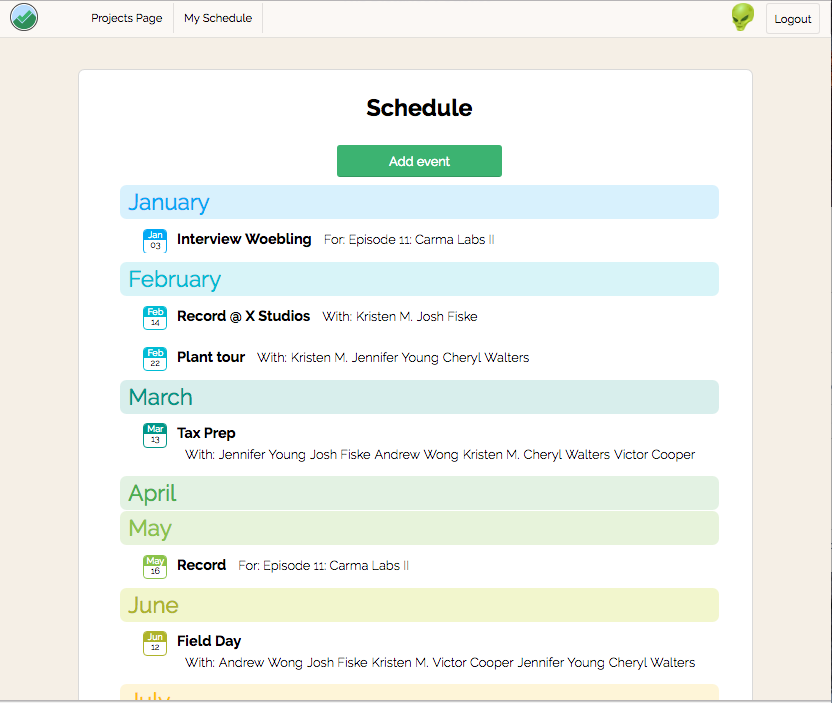 Projects Page My Schedule Logout
Schedule
Add event
January
Jan
03
Interview Woebling For: Episode 11: Carma Labs II
February
Feb
14
Record @ X Studios With: Kristen M. Josh Fiske
Feb
22
Plant tour With: Kristen M. Jennifer Young Cheryl Walters
March
Mar
13
Tax Prep
With: Jennifer Young Josh Fiske Andrew Wong Kristen M. Cheryl Walters Victor Cooper
April
May
May
16
Record For: Episode 11: Carma Labs II
June
Jun
12
Field Day
With: Andrew Wong Josh Fiske Kristen M. Victor Cooper Jennifer Young Cheryl Walters
July